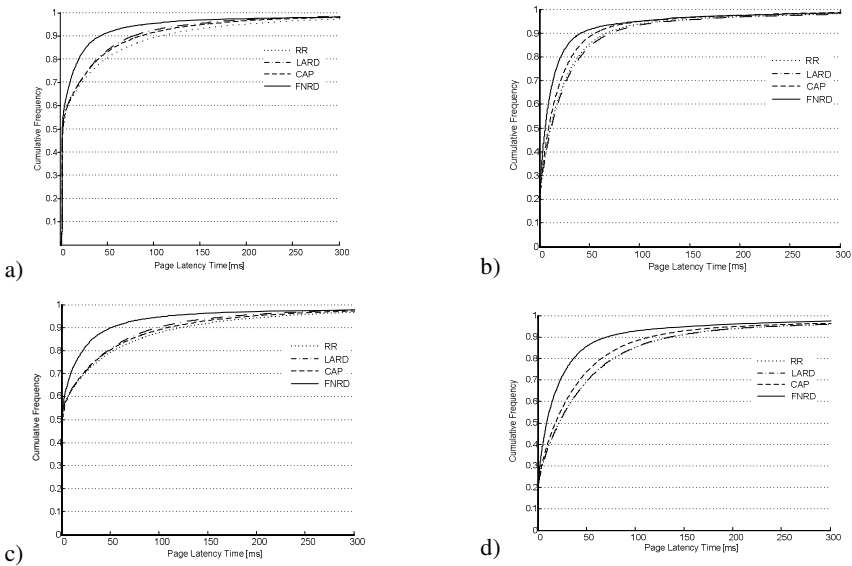 a)
Cumulative Frequency
1
0.9
0.8
0.7
0.6
0.5
0.4
0.3
0.2
0.1
0
50
100
150
200
250
300
Page Latency Time [ms]
RR
LARD
CAP
FNRD
b)
Cumulative Frequency
1
0.9
0.8
0.7
0.6
0.5
0.4
0.3
0.2
0.1
0
0
50
100
150
200
250
300
Page Latency Time [ms]
RR
LARD
CAP
FNRD
c)
Cumulative Frequency
1
0.9
0.8
0.7
0.6
0.5
0.4
0.3
0.2
0.1
0
0
50
100
150
200
250
300
Page Latency Time [ms]
RR
LARD
CAP
FNRD
d)
Cumulative Frequency
1
0.9
0.8
0.7
0.6
0.5
0.4
0.3
0.2
0.1
0
0
50
100
150
200
250
300
Page Latency Time [ms]
RR
LARD
CAP
FNRD